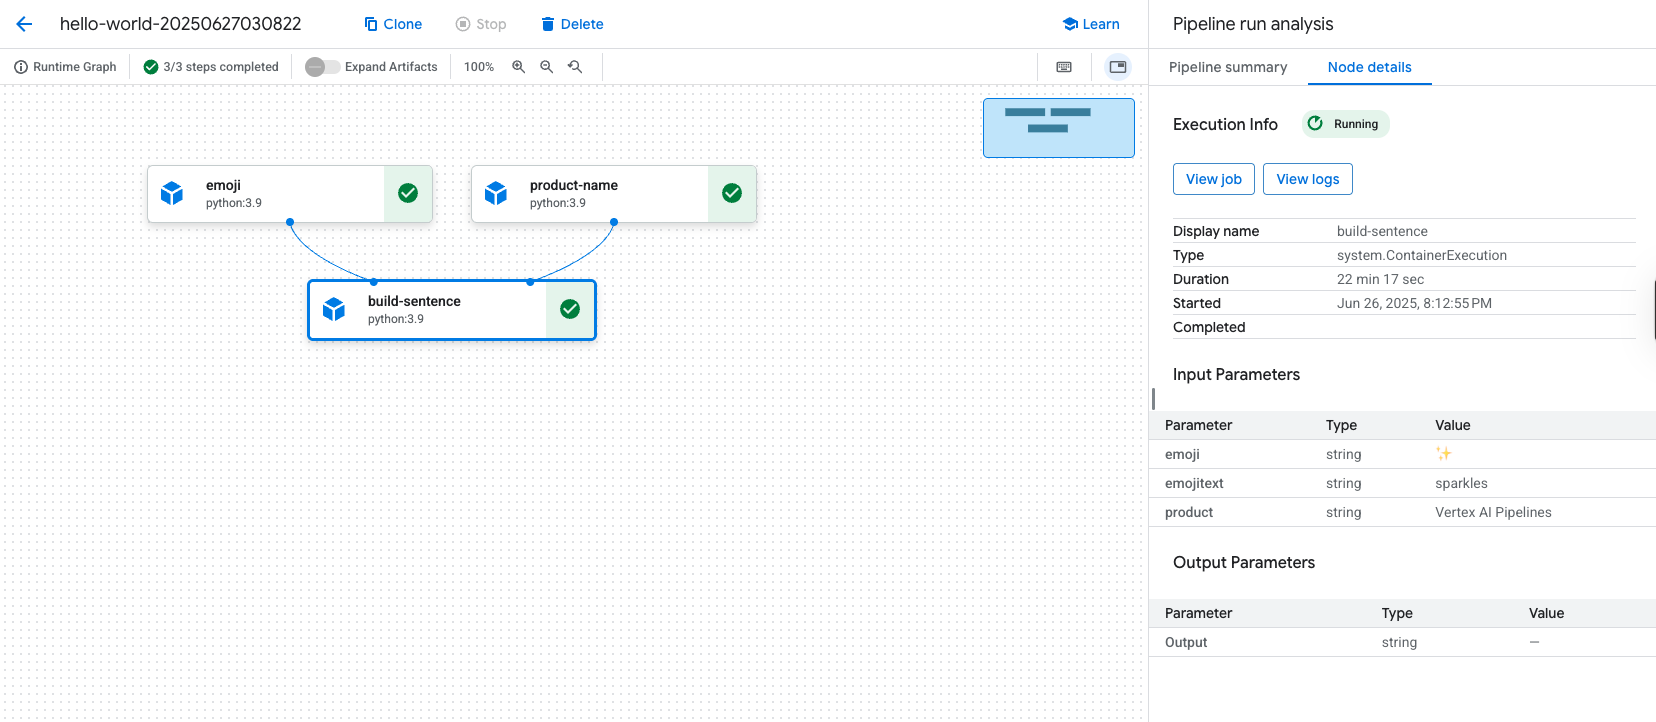 hello-world-20250627030822 Clone Stop Delete Learn
Runtime Graph 3/3 steps completed Expand Artifacts 100%
emoji
python:3.9
product-name
python:3.9
build-sentence
python:3.9
Pipeline run analysis
Pipeline summary Node details
Execution Info Running
View job View logs
Display name build-sentence
Type system.ContainerExecution
Duration 22 min 17 sec
Started Jun 26, 2025, 8:12:55 PM
Completed
Input Parameters
Parameter Type Value
emoji string ✨
emojitext string sparkles
product string Vertex AI Pipelines
Output Parameters
Parameter Type Value
Output string —